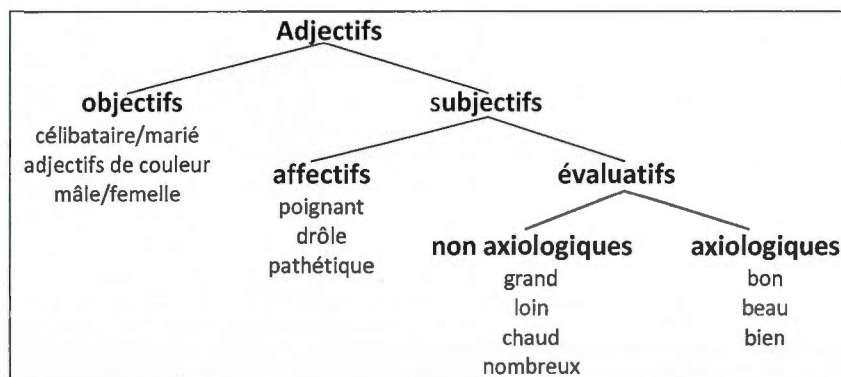 Adjectifs
objectifs
célibataire/marié
adjectifs de couleur
mâle/femelle
subjectifs
affectifs
poignant
drôle
pathétique
évaluatifs
non axiologiques
grand
loin
chaud
nombreux
axiologiques
bon
beau
bien